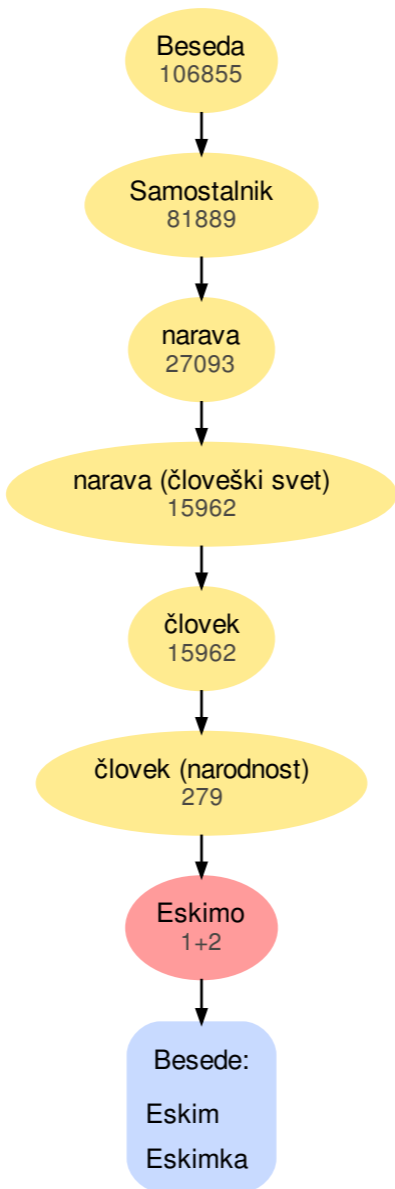 Beseda
106855
Samostalnik
81889
narava
27093
narava (človeški svet)
15962
človek
15962
človek (narodnost)
279
Eskimo
1+2
Besede:
Eskim
Eskimka